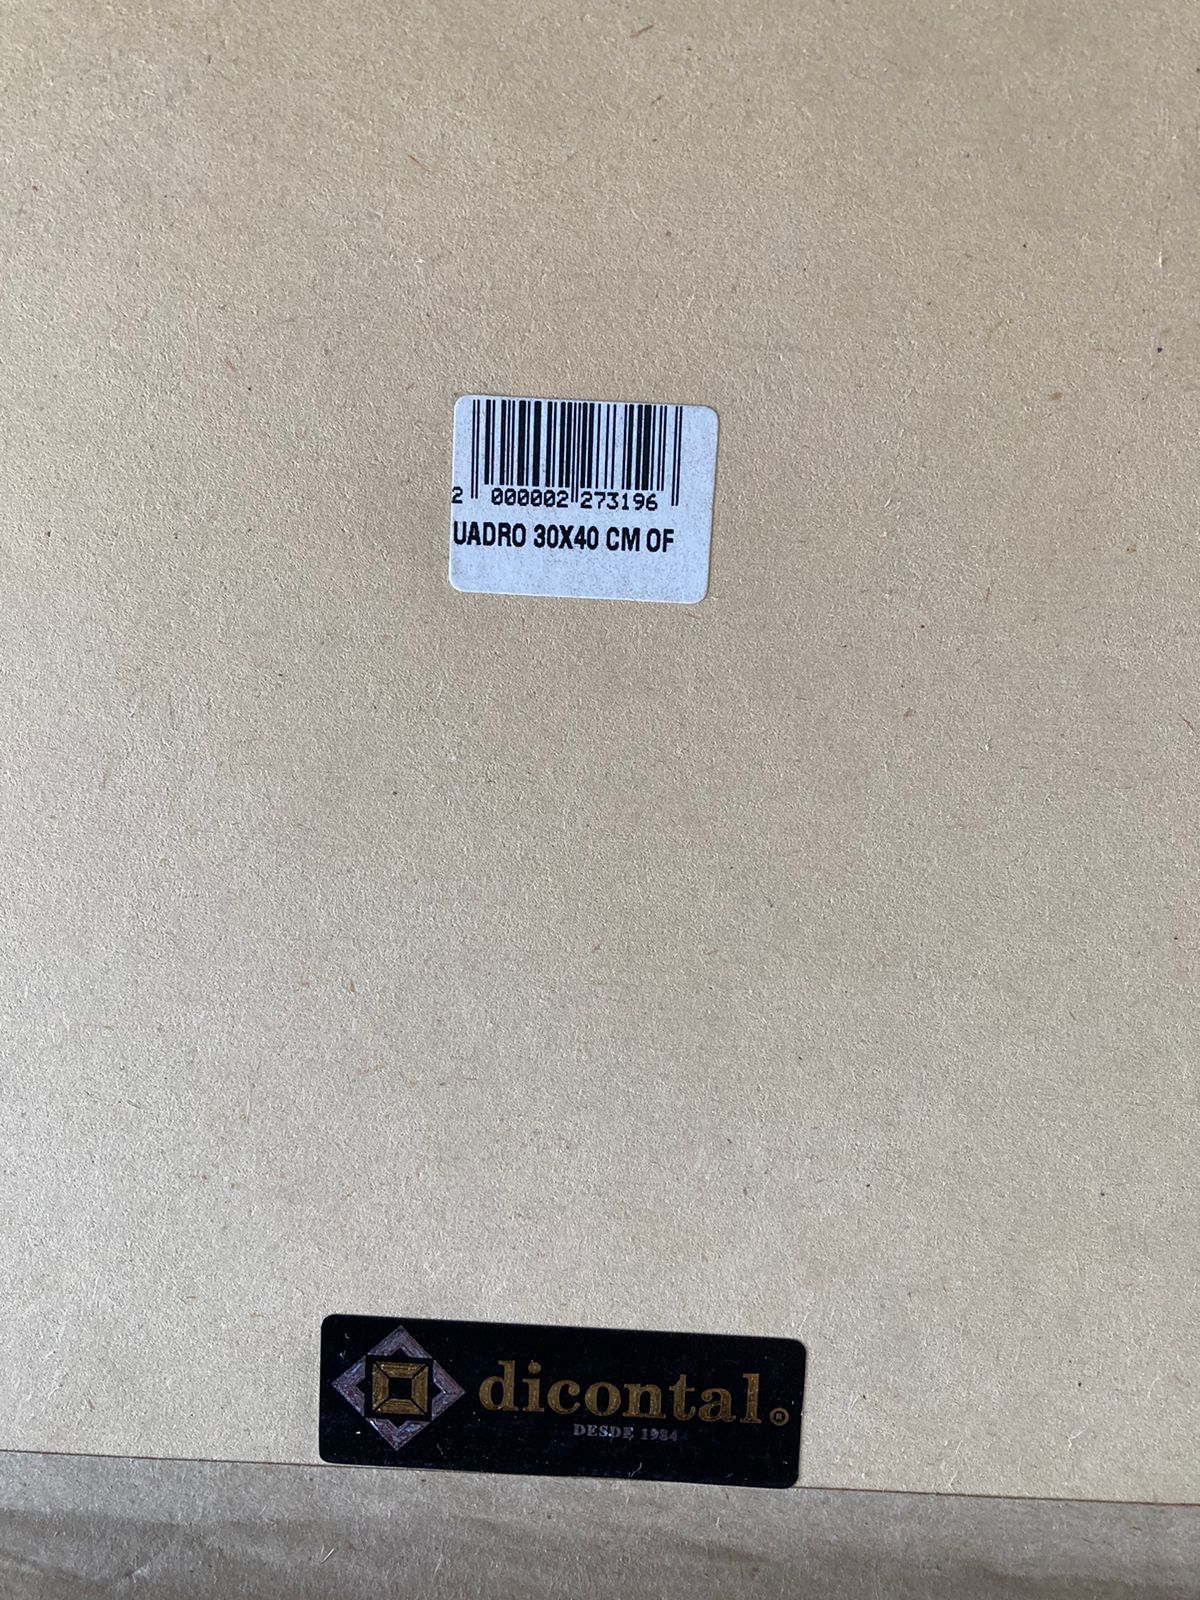 2 000002 273196
UADRO 30X40 CM OF
dicontal®
DESDE 1984